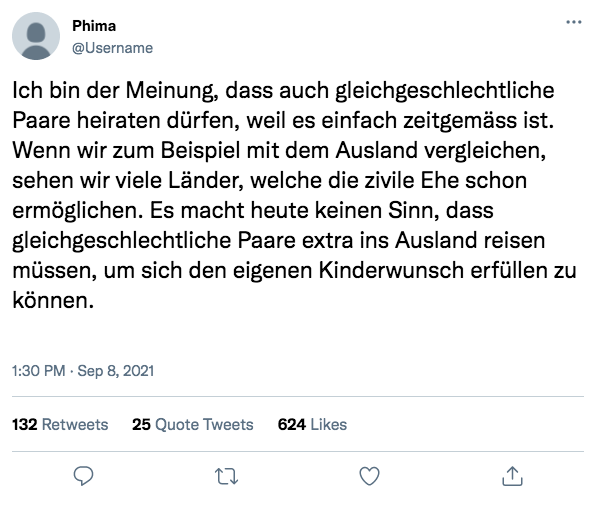 Phima
@Username
Ich bin der Meinung, dass auch gleichgeschlechtliche
Paare heiraten dürfen, weil es einfach zeitgemäss ist.
Wenn wir zum Beispiel mit dem Ausland vergleichen,
sehen wir viele Länder, welche die zivile Ehe schon
ermöglichen. Es macht heute keinen Sinn, dass
gleichgeschlechtliche Paare extra ins Ausland reisen
müssen, um sich den eigenen Kinderwunsch erfüllen zu
können.
1:30 PM · Sep 8, 2021
132 Retweets 25 Quote Tweets 624 Likes